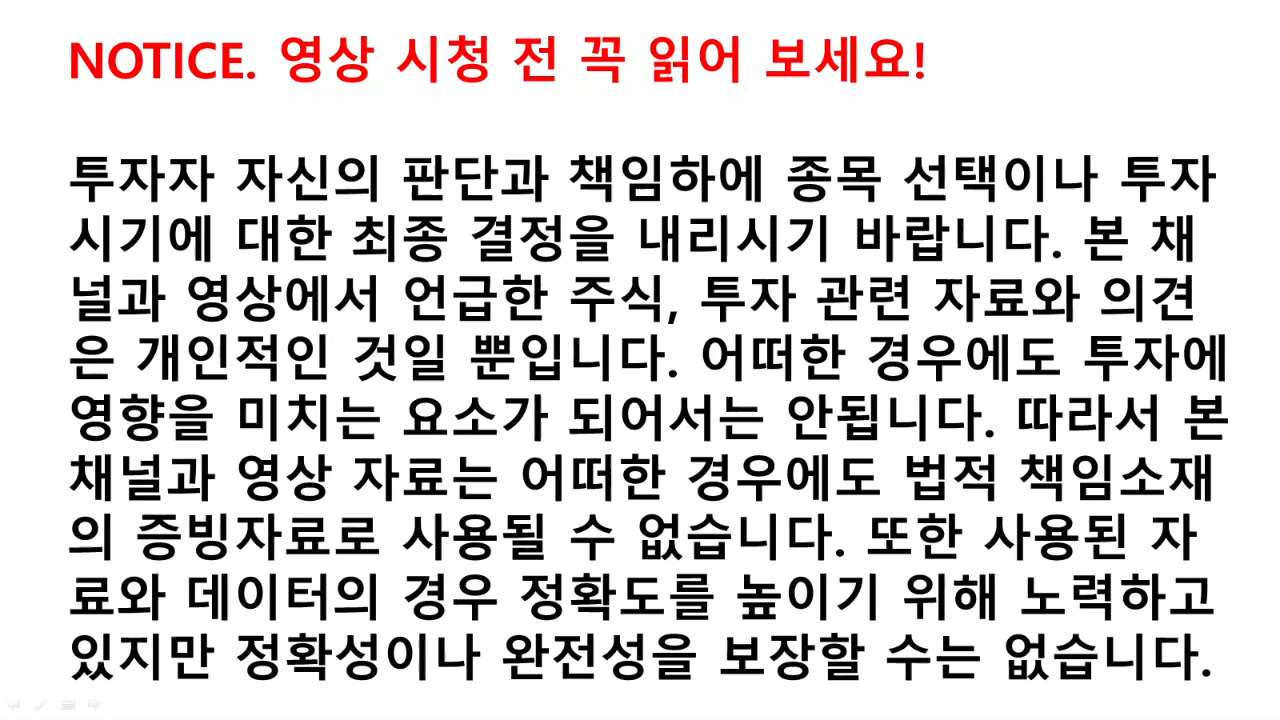 NOTICE. 영상 시청 전 꼭 읽어 보세요!
투자자 자신의 판단과 책임하에 종목 선택이나 투자
시기에 대한 최종 결정을 내리시기 바랍니다. 본 채
널과 영상에서 언급한 주식, 투자 관련 자료와 의견
은 개인적인 것일 뿐입니다. 어떠한 경우에도 투자에
영향을 미치는 요소가 되어서는 안됩니다. 따라서 본
채널과 영상 자료는 어떠한 경우에도 법적 책임소재
의 증빙자료로 사용될 수 없습니다. 또한 사용된 자
료와 데이터의 경우 정확도를 높이기 위해 노력하고
있지만 정확성이나 완전성을 보장할 수는 없습니다.